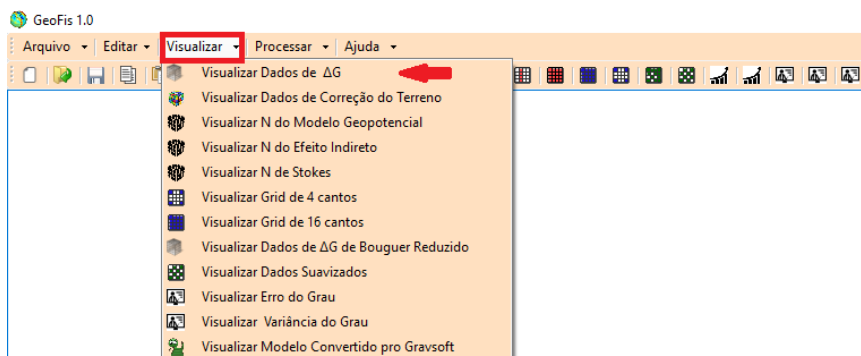 GeoFis 1.0
Arquivo Editar Visualizar Processar Ajuda
Visualizar Dados de ΔG
Visualizar Dados de Correção do Terreno
Visualizar N do Modelo Geopotencial
Visualizar N do Efeito Indireto
Visualizar N de Stokes
Visualizar Grid de 4 cantos
Visualizar Grid de 16 cantos
Visualizar Dados de ΔG de Bouguer Reduzido
Visualizar Dados Suavizados
Visualizar Erro do Grau
Visualizar Variância do Grau
Visualizar Modelo Convertido pro Gravsoft